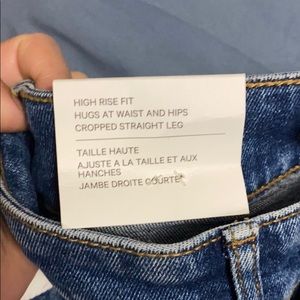 HIGH RISE FIT
HUGS AT WAIST AND HIPS
CROPPED STRAIGHT LEG
TAILLE HAUTE
AJUSTE A LA TAILLE ET AUX
HANCHES
JAMBE DROITE COURTE